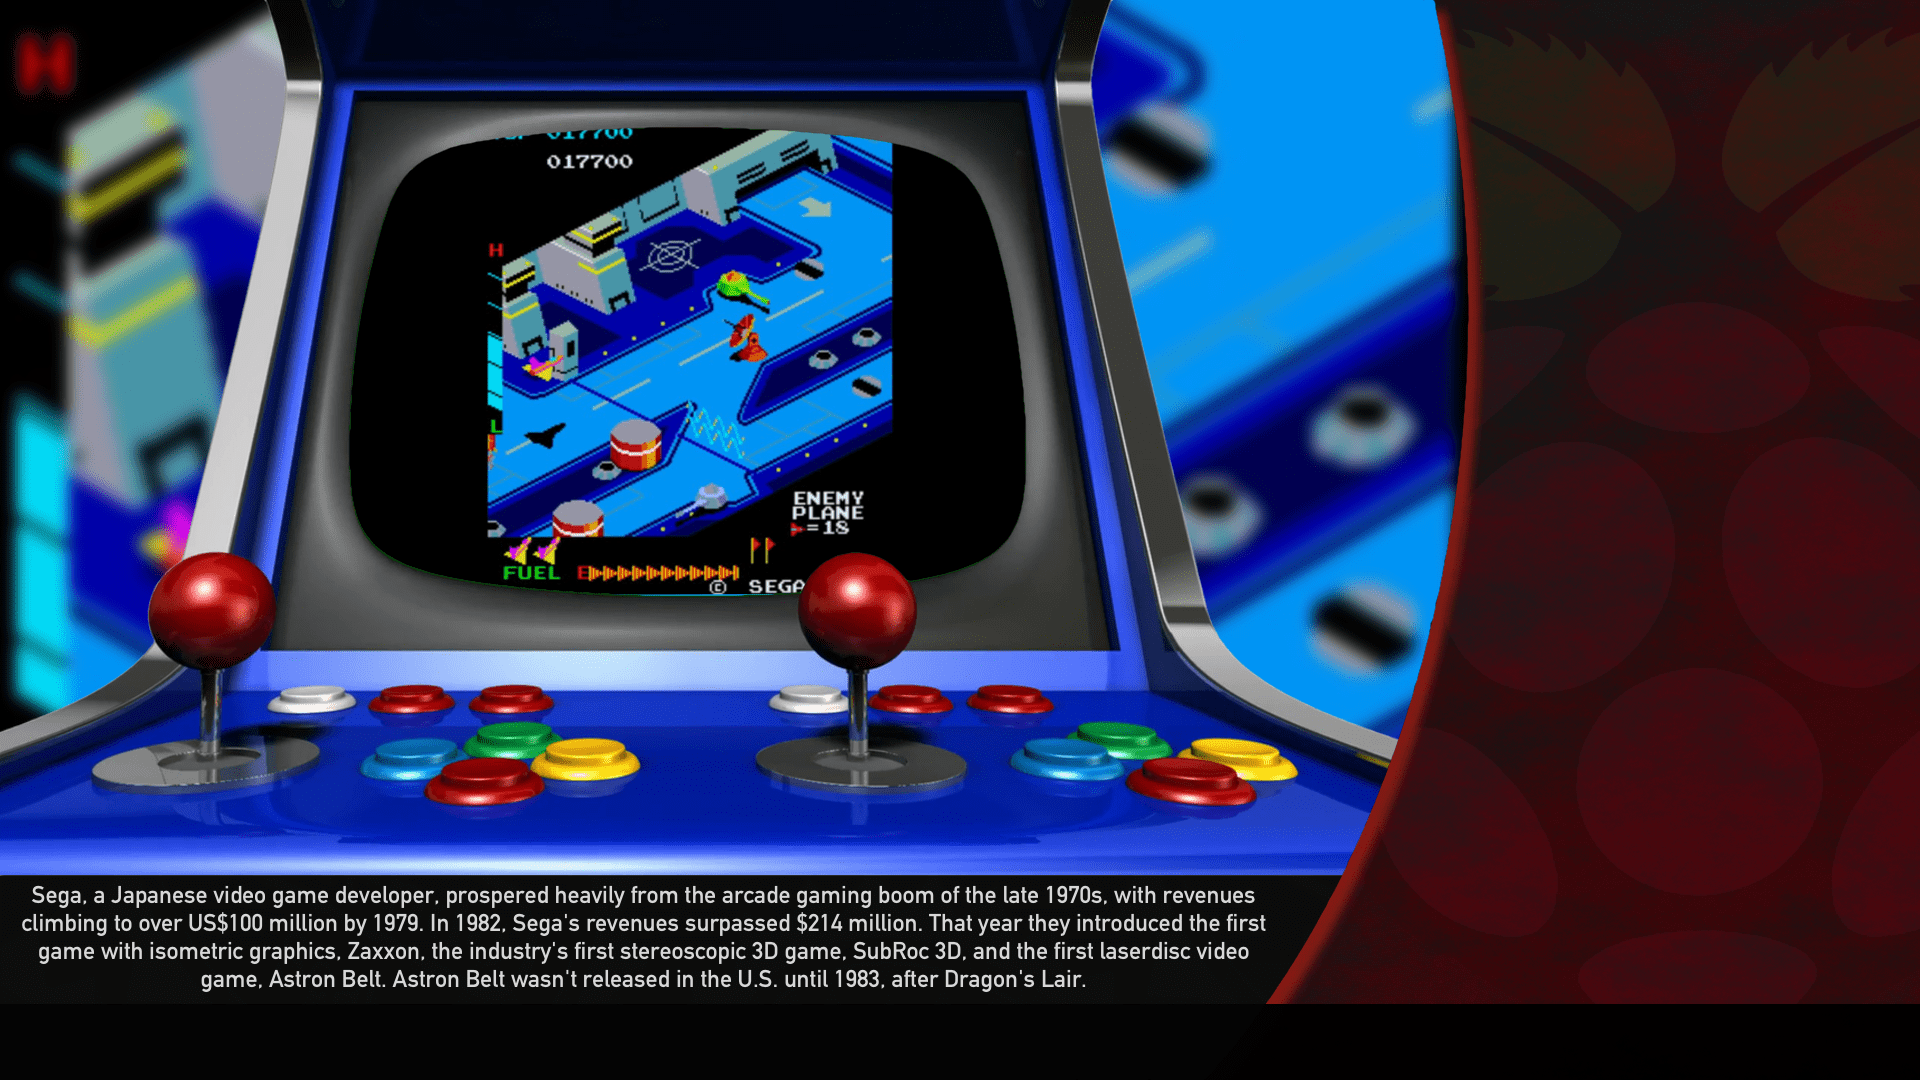 017700
017700
H
L
ENEMY
PLANE
=18
FUEL E
© SEGA
Sega, a Japanese video game developer, prospered heavily from the arcade gaming boom of the late 1970s, with revenues
climbing to over US$100 million by 1979. In 1982, Sega's revenues surpassed $214 million. That year they introduced the first
game with isometric graphics, Zaxxon, the industry's first stereoscopic 3D game, SubRoc 3D, and the first laserdisc video
game, Astron Belt. Astron Belt wasn't released in the U.S. until 1983, after Dragon's Lair.